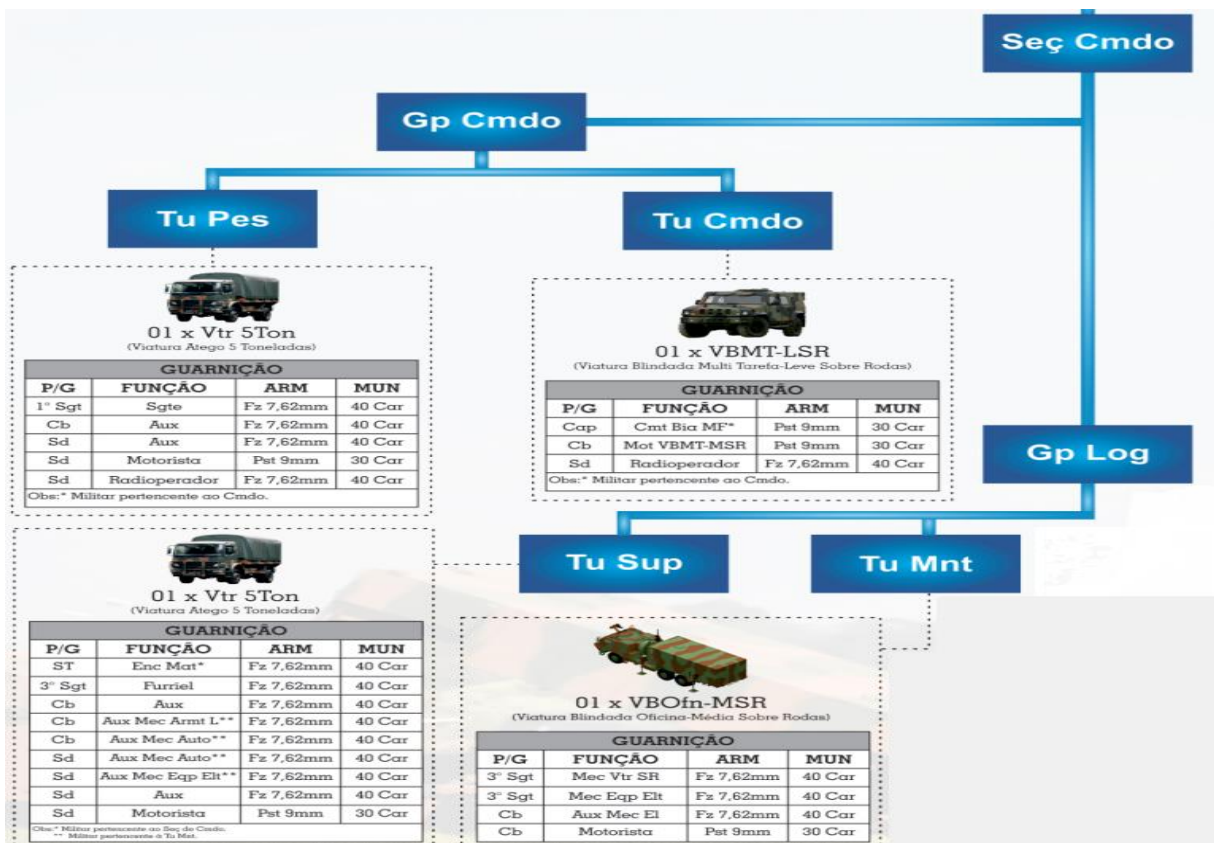 Seç Cmdo
Gp Cmdo
Tu Pes
Tu Cmdo
01 x Vtr 5Ton
(Viatura Atego 5 Toneladas)
GUARNIÇÃO
P/G FUNÇÃO ARM MUN
1° Sgt Sgte Fz 7,62mm 40 Car
Cb Aux Fz 7,62mm 40 Car
Sd Aux Fz 7,62mm 40 Car
Sd Motorista Pst 9mm 30 Car
Sd Radioperador Fz 7,62mm 40 Car
Obs:* Militar pertencente ao Cmdo.
01 x VBMT-LSR
(Viatura Blindada Multi Tarefa-Leve Sobre Rodas)
GUARNIÇÃO
P/G FUNÇÃO ARM MUN
Cap Cmt Bia MF* Pst 9mm 30 Car
Cb Mot VBMT-MSR Pst 9mm 30 Car
Sd Radioperador Fz 7,62mm 40 Car
Obs:* Militar pertencente ao Cmdo.
Gp Log
Tu Sup
Tu Mnt
01 x Vtr 5Ton
(Viatura Atego 5 Toneladas)
GUARNIÇÃO
P/G FUNÇÃO ARM MUN
ST Enc Mat* Fz 7,62mm 40 Car
3° Sgt Furriel Fz 7,62mm 40 Car
Cb Aux Fz 7,62mm 40 Car
Cb Aux Mec Armt L** Fz 7,62mm 40 Car
Cb Aux Mec Auto** Fz 7,62mm 40 Car
Sd Aux Mec Auto** Fz 7,62mm 40 Car
Sd Aux Mec Eqp Elt** Fz 7,62mm 40 Car
Sd Aux Fz 7,62mm 40 Car
Sd Motorista Pst 9mm 30 Car
Obs:* Militar pertencente ao Seç de Cmdo.
** Militar pertencente à Tu Mnt.
01 x VBOfn-MSR
(Viatura Blindada Oficina-Média Sobre Rodas)
GUARNIÇÃO
P/G FUNÇÃO ARM MUN
3° Sgt Mec Vtr SR Fz 7,62mm 40 Car
3° Sgt Mec Eqp Elt Fz 7,62mm 40 Car
Cb Aux Mec El Fz 7,62mm 40 Car
Cb Motorista Pst 9mm 30 Car